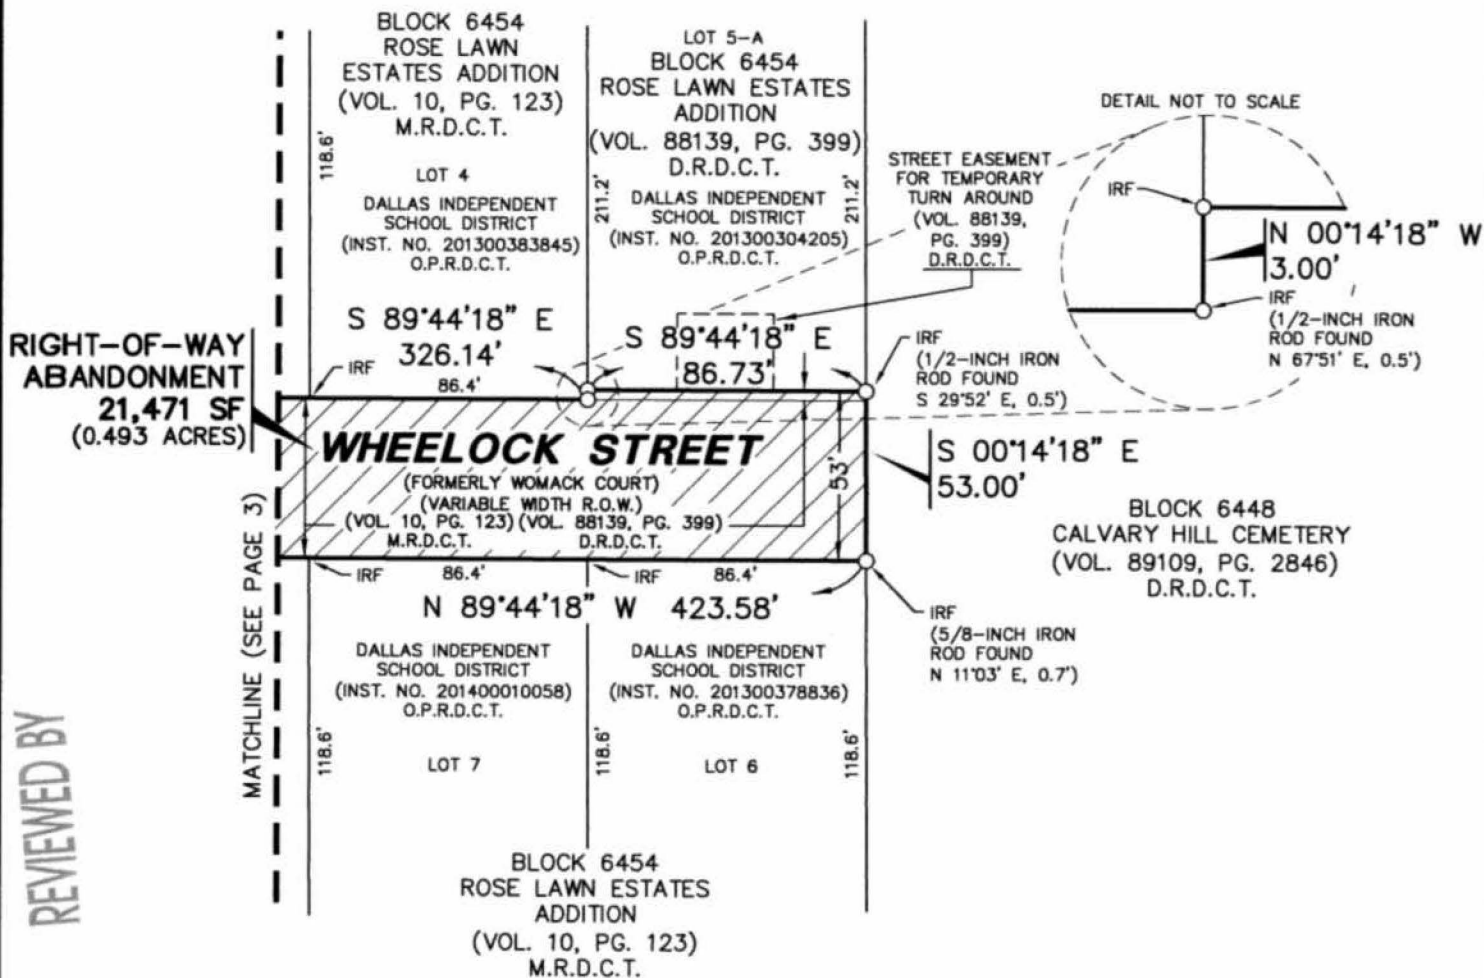 BLOCK 6454
ROSE LAWN
ESTATES ADDITION
(VOL. 10, PG. 123)
M.R.D.C.T.
118.6'
LOT 4
DALLAS INDEPENDENT
SCHOOL DISTRICT
(INST. NO. 201300383845)
O.P.R.D.C.T.
LOT 5-A
BLOCK 6454
ROSE LAWN ESTATES
ADDITION
(VOL. 88139, PG. 399)
D.R.D.C.T.
211.2'
DALLAS INDEPENDENT
SCHOOL DISTRICT
(INST. NO. 201300304205)
O.P.R.D.C.T.
211.2'
STREET EASEMENT
FOR TEMPORARY
TURN AROUND
(VOL. 88139,
PG. 399)
D.R.D.C.T.
DETAIL NOT TO SCALE
IRF
N 00°14'18" W
3.00'
IRF
(1/2-INCH IRON
ROD FOUND
N 67°51' E, 0.5')
S 89°44'18" E
326.14'
IRF
86.4'
S 89°44'18" E
86.73'
IRF
(1/2-INCH IRON
ROD FOUND
S 29°52' E, 0.5')
RIGHT-OF-WAY
ABANDONMENT
21,471 SF
(0.493 ACRES)
WHEELOCK STREET
(FORMERLY WOMACK COURT)
(VARIABLE WIDTH R.O.W.)
(VOL. 10, PG. 123) (VOL. 88139, PG. 399)
M.R.D.C.T. D.R.D.C.T.
53'
S 00°14'18" E
53.00'
BLOCK 6448
CALVARY HILL CEMETERY
(VOL. 89109, PG. 2846)
D.R.D.C.T.
IRF
86.4'
IRF
86.4'
N 89°44'18" W 423.58'
IRF
(5/8-INCH IRON
ROD FOUND
N 11°03' E, 0.7')
MATCHLINE (SEE PAGE 3)
DALLAS INDEPENDENT
SCHOOL DISTRICT
(INST. NO. 201400010058)
O.P.R.D.C.T.
118.6'
LOT 7
DALLAS INDEPENDENT
SCHOOL DISTRICT
(INST. NO. 201300378836)
O.P.R.D.C.T.
118.6'
LOT 6
118.6'
BLOCK 6454
ROSE LAWN ESTATES
ADDITION
(VOL. 10, PG. 123)
M.R.D.C.T.
REVIEWED BY